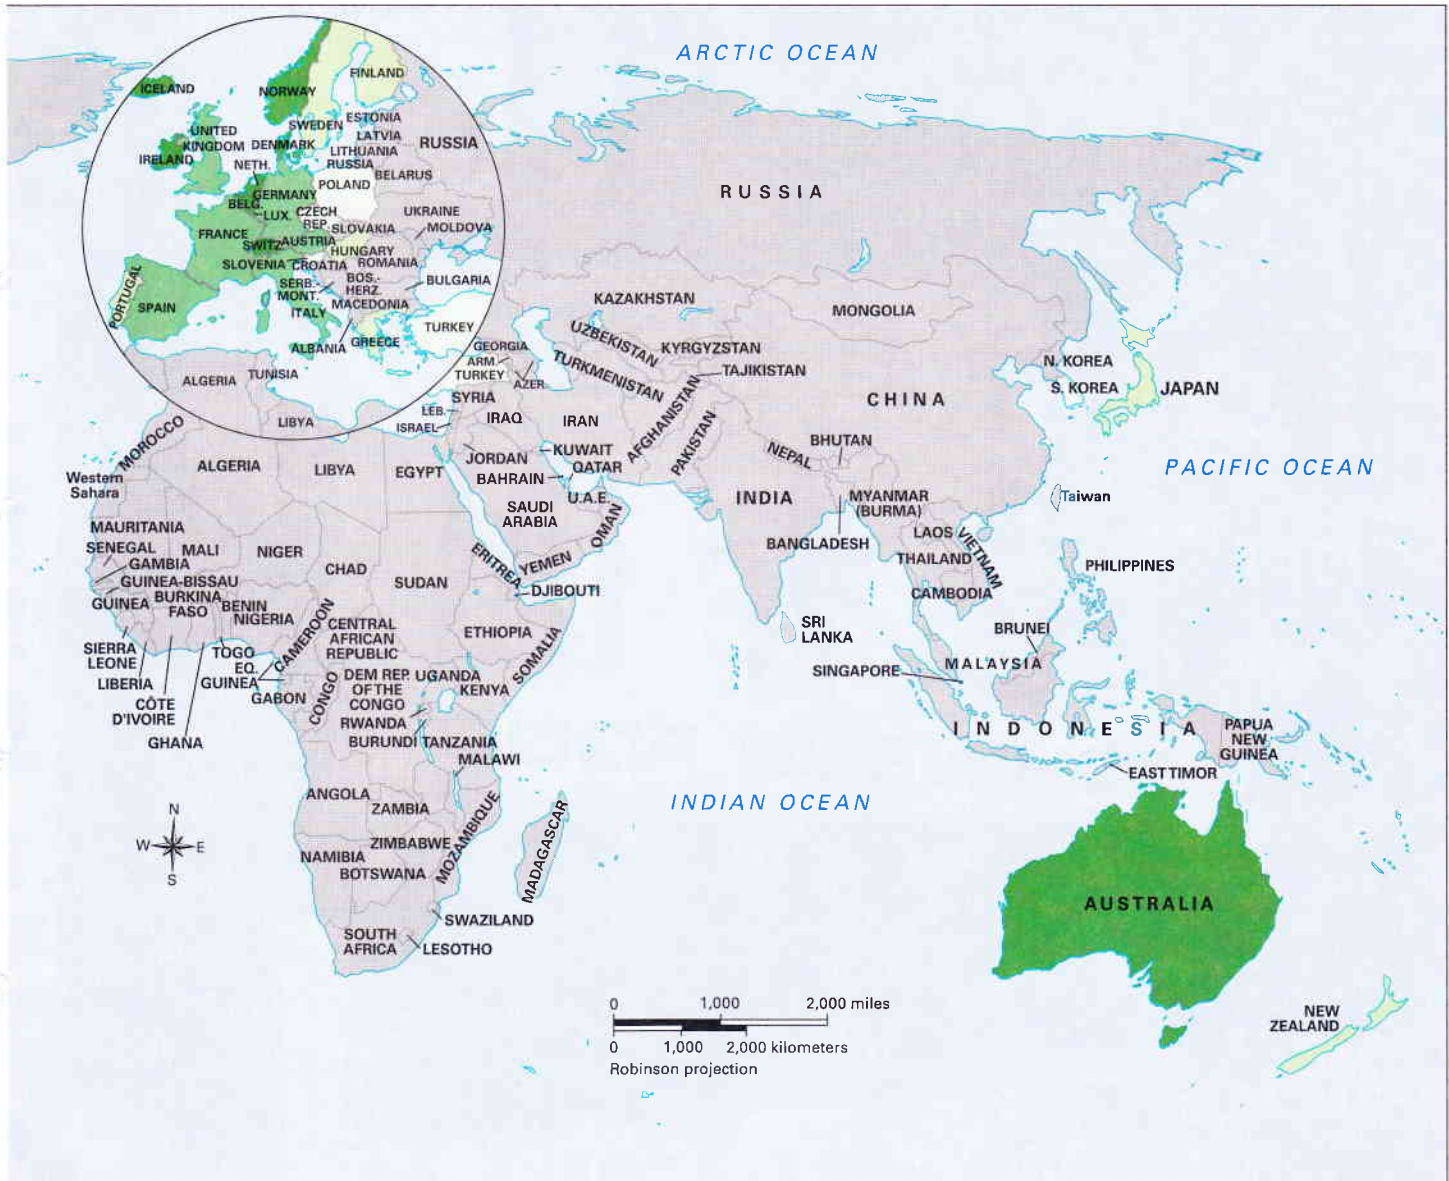 ARCTIC OCEAN
ICELAND
NORWAY
FINLAND
SWEDEN
ESTONIA
LATVIA
LITHUANIA
RUSSIA
RUSSIA
UNITED
KINGDOM
DENMARK
IRELAND
NETH.
BELARUS
POLAND
GERMANY
BELG.
LUX.
CZECH
REP.
SLOVAKIA
UKRAINE
MOLDOVA
FRANCE
SWITZ.
AUSTRIA
HUNGARY
ROMANIA
SLOVENIA
CROATIA
SERB.-
MONT.
BOS.-
HERZ.
BULGARIA
MACEDONIA
PORTUGAL
SPAIN
ITALY
ALBANIA
GREECE
TURKEY
ALGERIA
TUNISIA
LIBYA
RUSSIA
KAZAKHSTAN
MONGOLIA
UZBEKISTAN
KYRGYZSTAN
TURKMENISTAN
TAJIKISTAN
GEORGIA
ARM.
TURKEY
AZER.
SYRIA
LEB.
ISRAEL
IRAQ
IRAN
AFGHANISTAN
PAKISTAN
CHINA
N. KOREA
S. KOREA
JAPAN
PACIFIC OCEAN
KUWAIT
JORDAN
QATAR
BAHRAIN
U.A.E.
SAUDI
ARABIA
OMAN
YEMEN
NEPAL
BHUTAN
INDIA
MYANMAR
(BURMA)
BANGLADESH
LAOS
VIETNAM
THAILAND
CAMBODIA
Taiwan
PHILIPPINES
SRI
LANKA
BRUNEI
MALAYSIA
SINGAPORE
INDONESIA
PAPUA
NEW
GUINEA
EAST TIMOR
MOROCCO
Western
Sahara
ALGERIA
LIBYA
EGYPT
MAURITANIA
SENEGAL
GAMBIA
MALI
NIGER
CHAD
SUDAN
ERITREA
DJIBOUTI
GUINEA-BISSAU
GUINEA
BURKINA
FASO
BENIN
NIGERIA
CAMEROON
CENTRAL
AFRICAN
REPUBLIC
ETHIOPIA
SOMALIA
SIERRA
LEONE
LIBERIA
CÔTE
D'IVOIRE
GHANA
TOGO
EQ.
GUINEA
GABON
CONGO
DEM REP.
OF THE
CONGO
UGANDA
KENYA
RWANDA
BURUNDI
TANZANIA
MALAWI
ANGOLA
ZAMBIA
MOZAMBIQUE
MADAGASCAR
ZIMBABWE
NAMIBIA
BOTSWANA
SWAZILAND
SOUTH
AFRICA
LESOTHO
INDIAN OCEAN
AUSTRALIA
NEW
ZEALAND
N
W
E
S
0 1,000 2,000 miles
0 1,000 2,000 kilometers
Robinson projection